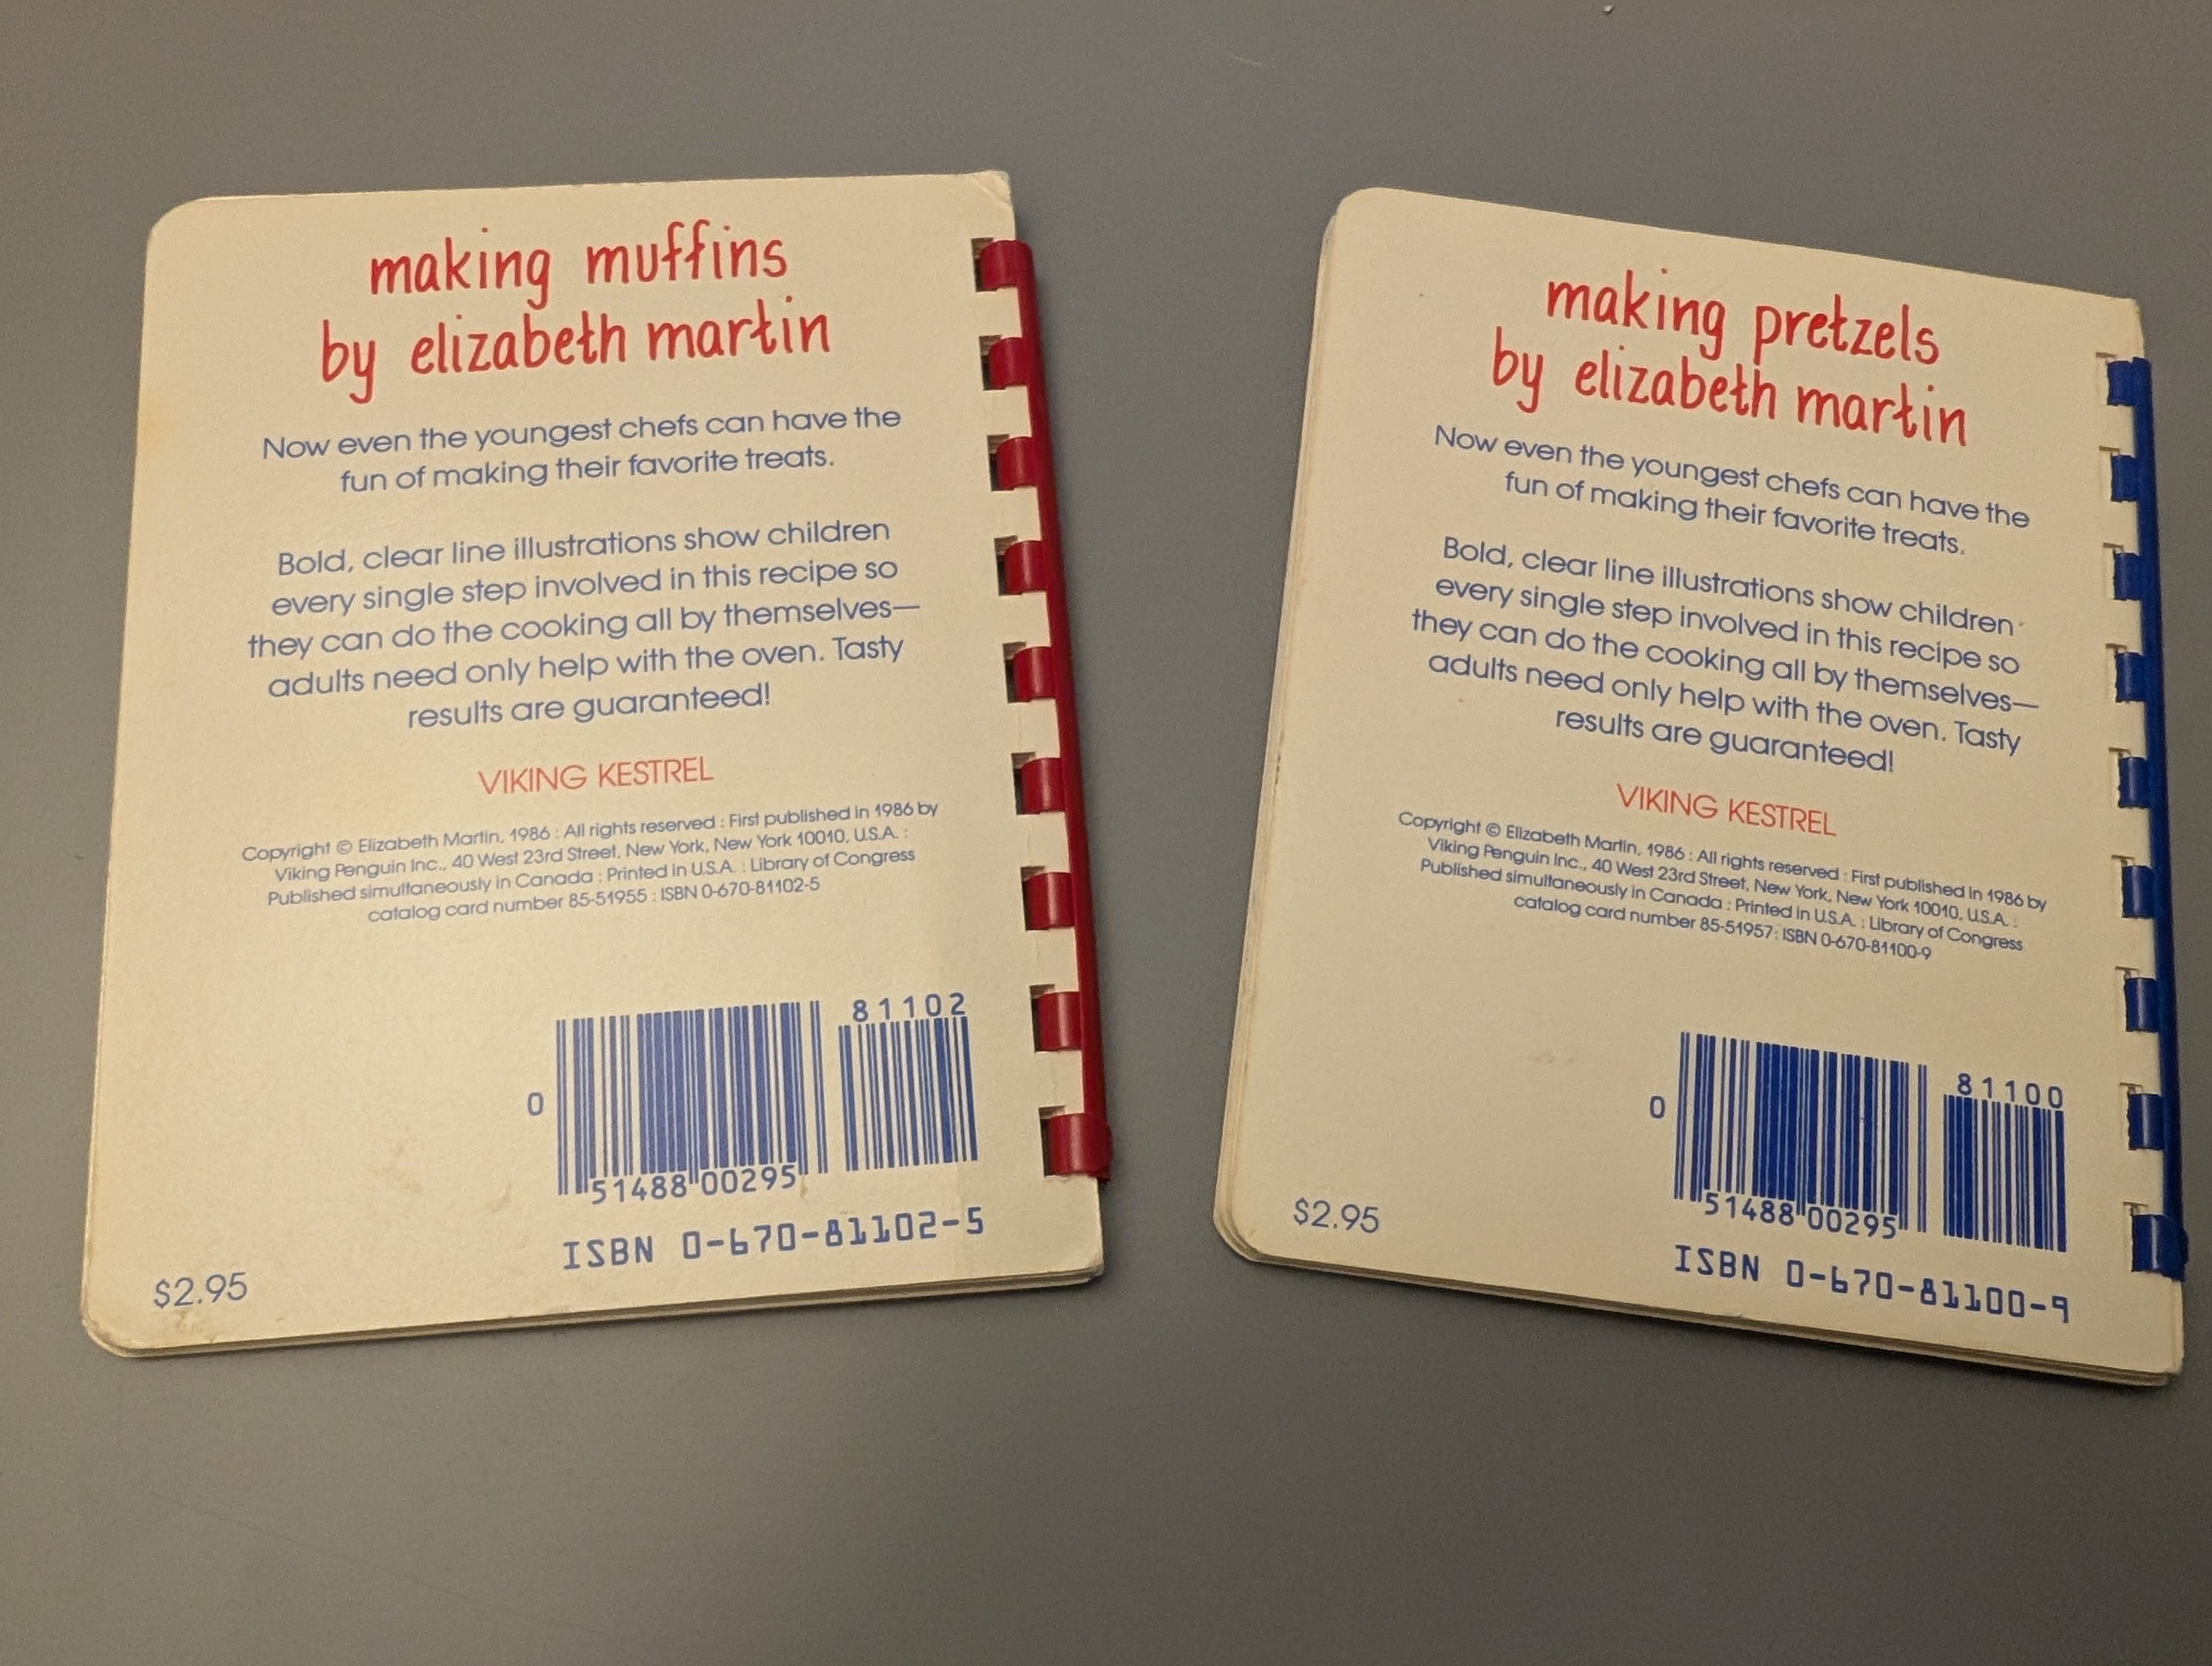 making muffins
by elizabeth martin
Now even the youngest chefs can have the
fun of making their favorite treats.
Bold, clear line illustrations show children
every single step involved in this recipe so
they can do the cooking all by themselves—
adults need only help with the oven. Tasty
results are guaranteed!
VIKING KESTREL
Copyright © Elizabeth Martin, 1986 : All rights reserved : First published in 1986 by
Viking Penguin Inc., 40 West 23rd Street, New York, New York 10010, U.S.A. :
Published simultaneously in Canada : Printed in U.S.A. : Library of Congress
catalog card number 85-51955 : ISBN 0-670-81102-5
81102
0
51488 00295
ISBN 0-670-81102-5
$2.95
making pretzels
by elizabeth martin
Now even the youngest chefs can have the
fun of making their favorite treats.
Bold, clear line illustrations show children
every single step involved in this recipe so
they can do the cooking all by themselves—
adults need only help with the oven. Tasty
results are guaranteed!
VIKING KESTREL
Copyright © Elizabeth Martin, 1986 : All rights reserved : First published in 1986 by
Viking Penguin Inc., 40 West 23rd Street, New York, New York 10010, U.S.A. :
Published simultaneously in Canada : Printed in U.S.A. : Library of Congress
catalog card number 85-51957 : ISBN 0-670-81100-9
81100
0
51488 00295
$2.95
ISBN 0-670-81100-9